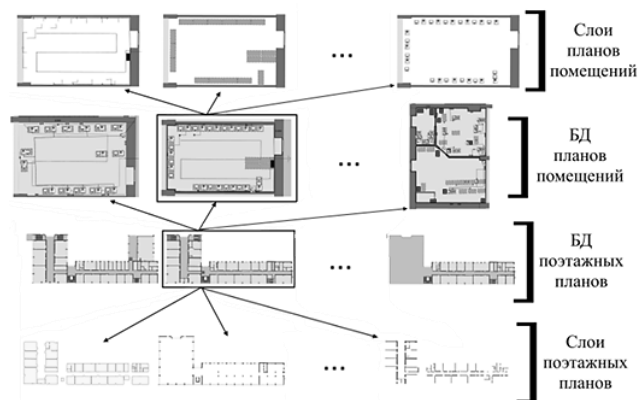 Слои
планов
помещений
БД
планов
помещений
БД
поэтажных
планов
Слои
поэтажных
планов